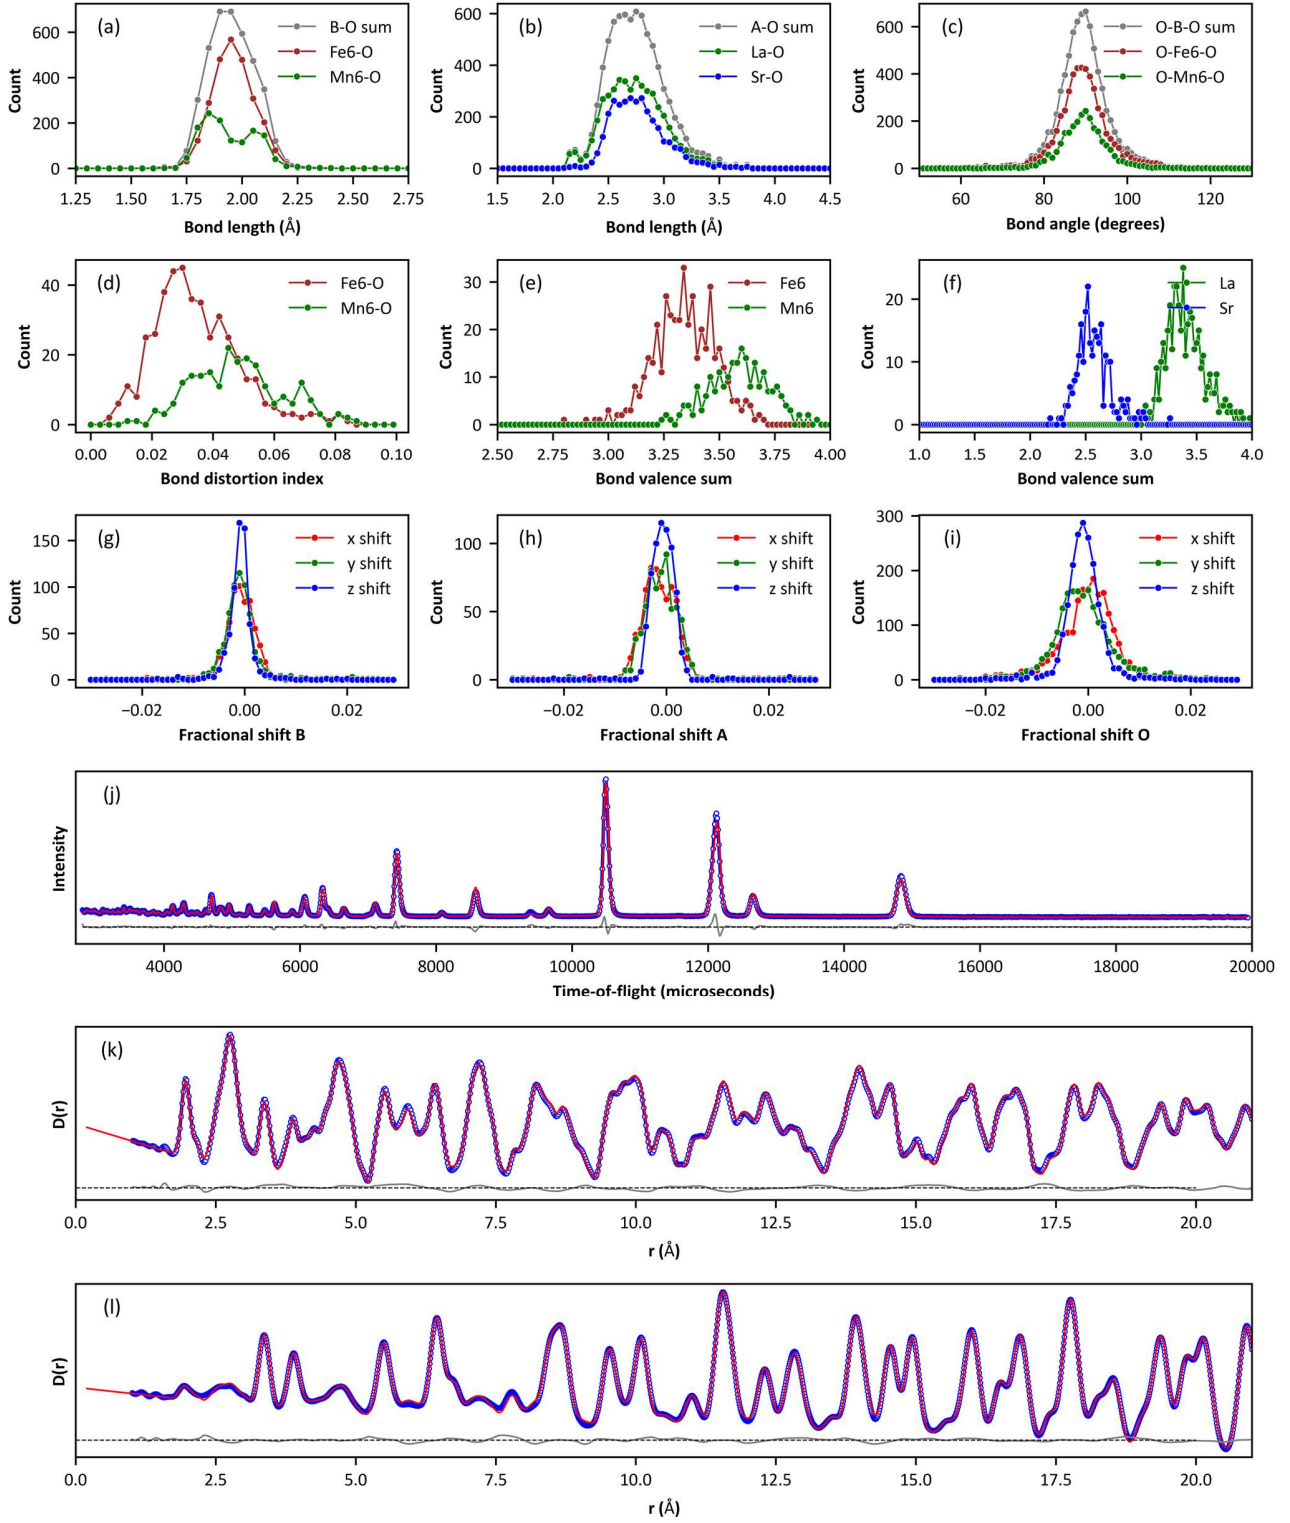 (a)
B-O sum
Fe6-O
Mn6-O
Count
600
400
200
0
1.25 1.50 1.75 2.00 2.25 2.50 2.75
Bond length (Å)
(b)
A-O sum
La-O
Sr-O
Count
600
400
200
0
1.5 2.0 2.5 3.0 3.5 4.0 4.5
Bond length (Å)
(c)
O-B-O sum
O-Fe6-O
O-Mn6-O
Count
600
400
200
0
60 80 100 120
Bond angle (degrees)
(d)
Fe6-O
Mn6-O
Count
40
20
0
0.00 0.02 0.04 0.06 0.08 0.10
Bond distortion index
(e)
Fe6
Mn6
Count
30
20
10
0
2.50 2.75 3.00 3.25 3.50 3.75 4.00
Bond valence sum
(f)
La
Sr
Count
20
10
0
1.0 1.5 2.0 2.5 3.0 3.5 4.0
Bond valence sum
(g)
x shift
y shift
z shift
Count
150
100
50
0
−0.02 0.00 0.02
Fractional shift B
(h)
x shift
y shift
z shift
Count
100
50
0
−0.02 0.00 0.02
Fractional shift A
(i)
x shift
y shift
z shift
Count
300
200
100
0
−0.02 0.00 0.02
Fractional shift O
(j)
Intensity
4000 6000 8000 10000 12000 14000 16000 18000 20000
Time-of-flight (microseconds)
(k)
D(r)
0.0 2.5 5.0 7.5 10.0 12.5 15.0 17.5 20.0
r (Å)
(l)
D(r)
0.0 2.5 5.0 7.5 10.0 12.5 15.0 17.5 20.0
r (Å)